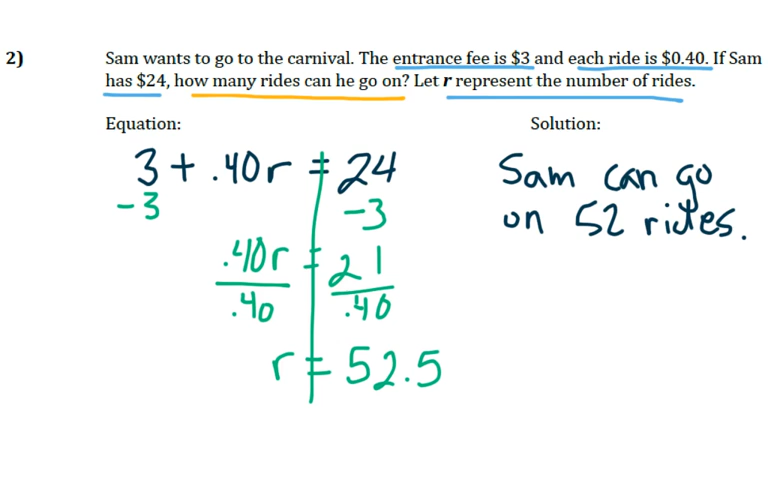 2) Sam wants to go to the carnival. The entrance fee is $3 and each ride is $0.40. If Sam
has $24, how many rides can he go on? Let r represent the number of rides.
Equation: Solution:
3 + .40r = 24
-3 -3
.40r = 21
.40 .40
r = 52.5
Sam can go
on 52 rides.